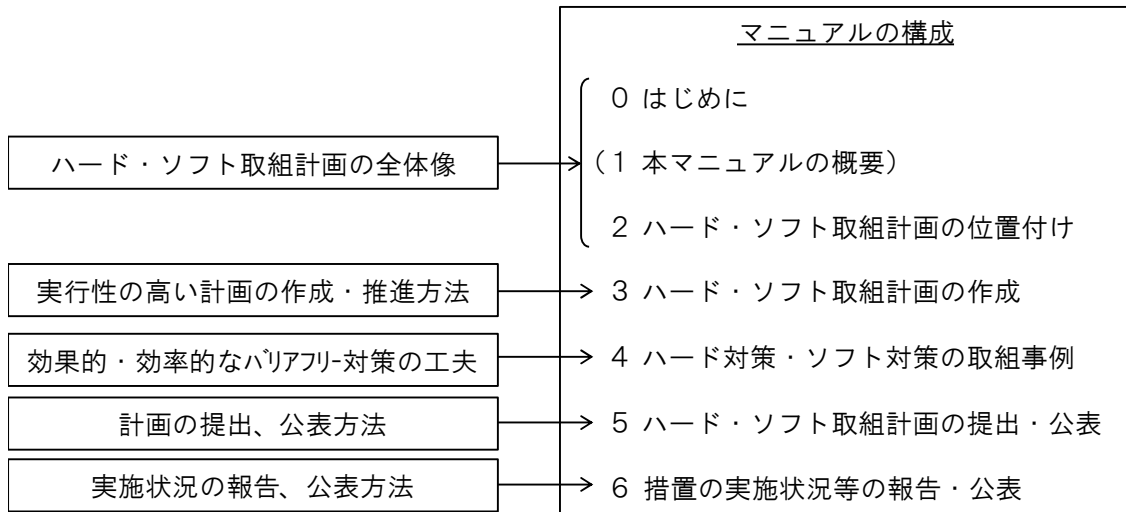 マニュアルの構成
0 はじめに
ハード・ソフト取組計画の全体像
(1 本マニュアルの概要)
2 ハード・ソフト取組計画の位置付け
実行性の高い計画の作成・推進方法
3 ハード・ソフト取組計画の作成
効果的・効率的なﾊﾞﾘｱﾌﾘｰ対策の工夫
4 ハード対策・ソフト対策の取組事例
計画の提出、公表方法
5 ハード・ソフト取組計画の提出・公表
実施状況の報告、公表方法
6 措置の実施状況等の報告・公表